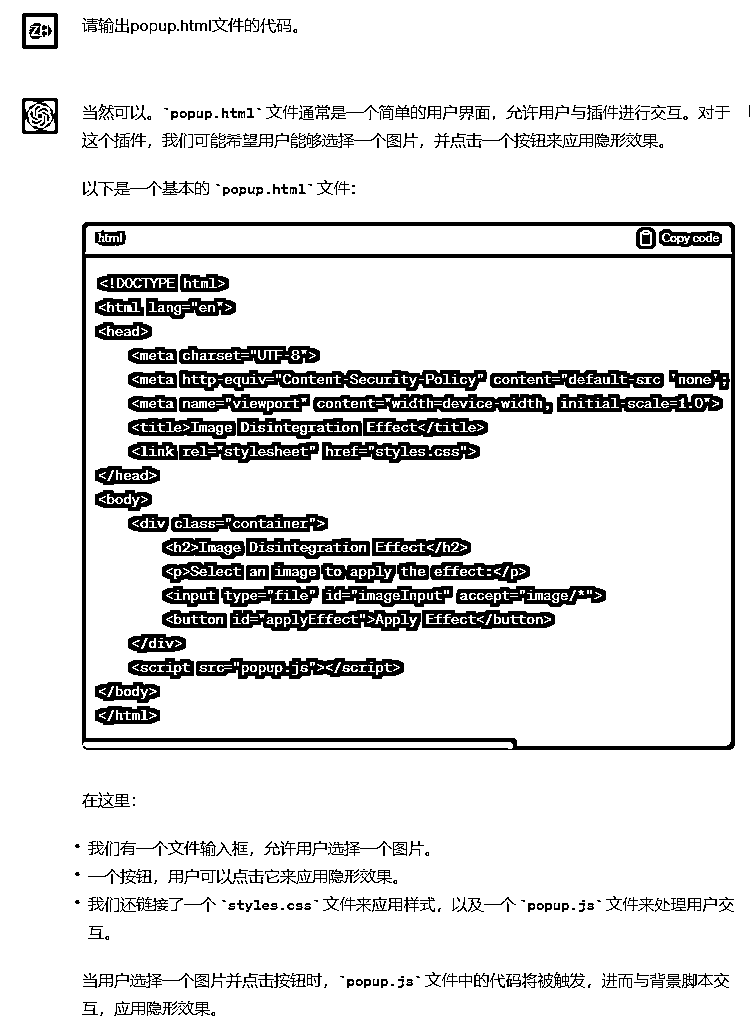 请输出popup.html文件的代码。
当然可以。`popup.html`文件通常是一个简单的用户界面，允许用户与插件进行交互。对于
这个插件，我们可能希望用户能够选择一个图片，并点击一个按钮来应用隐形效果。
以下是一个基本的`popup.html`文件：
html Copy code
<!DOCTYPE html>
<html lang="en">
<head>
<meta charset="UTF-8">
<meta http-equiv="Content-Security-Policy" content="default-src 'none';
<meta name="viewport" content="width=device-width, initial-scale=1.0">
<title>Image Disintegration Effect</title>
<link rel="stylesheet" href="styles.css">
</head>
<body>
<div class="container">
<h2>Image Disintegration Effect</h2>
<p>Select an image to apply the effect:</p>
<input type="file" id="imageInput" accept="image/*">
<button id="applyEffect">Apply Effect</button>
</div>
<script src="popup.js"></script>
</body>
</html>
在这里：
• 我们有一个文件输入框，允许用户选择一个图片。
• 一个按钮，用户可以点击它来应用隐形效果。
• 我们还链接了一个`styles.css`文件来应用样式，以及一个`popup.js`文件来处理用户交
互。
当用户选择一个图片并点击按钮时，`popup.js`文件中的代码将被触发，进而与背景脚本交
互，应用隐形效果。